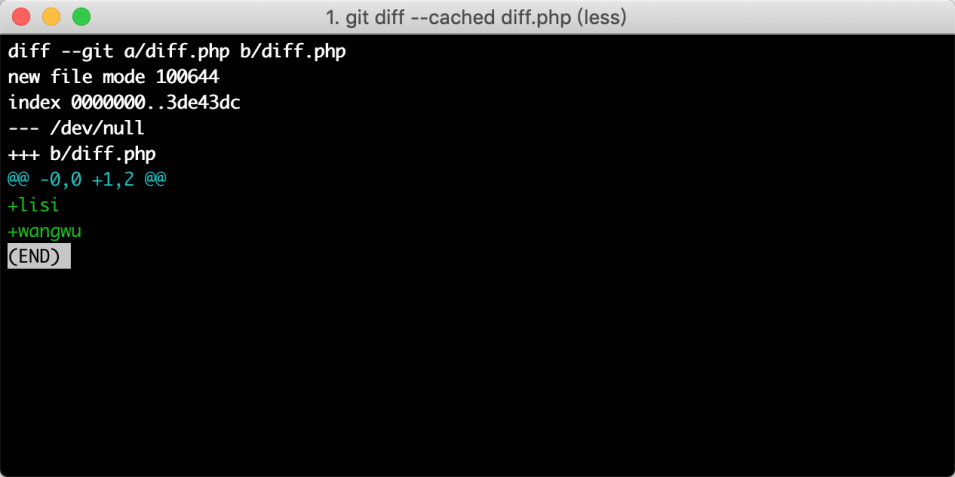 1. git diff --cached diff.php (less)
diff --git a/diff.php b/diff.php
new file mode 100644
index 0000000..3de43dc
--- /dev/null
+++ b/diff.php
@@ -0,0 +1,2 @@
+lisi
+wangwu
(END)